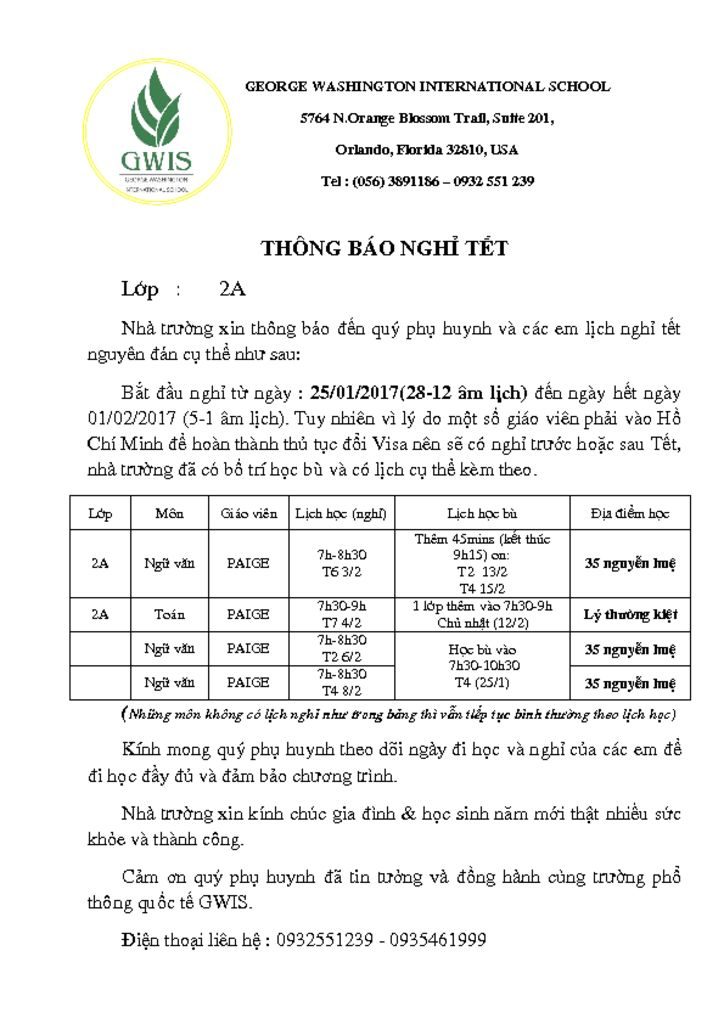 GWIS
GEORGE WASHINGTON
INTERNATIONAL SCHOOL
GEORGE WASHINGTON INTERNATIONAL SCHOOL
5764 N.Orange Blossom Trail, Suite 201,
Orlando, Florida 32810, USA
Tel : (056) 3891186 – 0932 551 239
THÔNG BÁO NGHỈ TẾT
Lớp : 2A
Nhà trường xin thông báo đến quý phụ huynh và các em lịch nghỉ tết
nguyên đán cụ thể như sau:
Bắt đầu nghỉ từ ngày : 25/01/2017(28-12 âm lịch) đến ngày hết ngày
01/02/2017 (5-1 âm lịch). Tuy nhiên vì lý do một số giáo viên phải vào Hồ
Chí Minh để hoàn thành thủ tục đổi Visa nên sẽ có nghỉ trước hoặc sau Tết,
nhà trường đã có bố trí học bù và có lịch cụ thể kèm theo.
Lớp Môn Giáo viên Lịch học (nghỉ) Lịch học bù Địa điểm học
2A Ngữ văn PAIGE 7h-8h30
T6 3/2
Thêm 45mins (kết thúc
9h15) on:
T2 13/2
T4 15/2
35 nguyễn huệ
2A Toán PAIGE 7h30-9h
T7 4/2
1 lớp thêm vào 7h30-9h
Chủ nhật (12/2)
Lý thường kiệt
Ngữ văn PAIGE 7h-8h30
T2 6/2
Học bù vào
7h30-10h30
T4 (25/1)
35 nguyễn huệ
Ngữ văn PAIGE 7h-8h30
T4 8/2
35 nguyễn huệ
(Những môn không có lịch nghỉ như trong bảng thì vẫn tiếp tục bình thường theo lịch học)
Kính mong quý phụ huynh theo dõi ngày đi học và nghỉ của các em để
đi học đầy đủ và đảm bảo chương trình.
Nhà trường xin kính chúc gia đình & học sinh năm mới thật nhiều sức
khỏe và thành công.
Cảm ơn quý phụ huynh đã tin tưởng và đồng hành cùng trường phổ
thông quốc tế GWIS.
Điện thoại liên hệ : 0932551239 - 0935461999